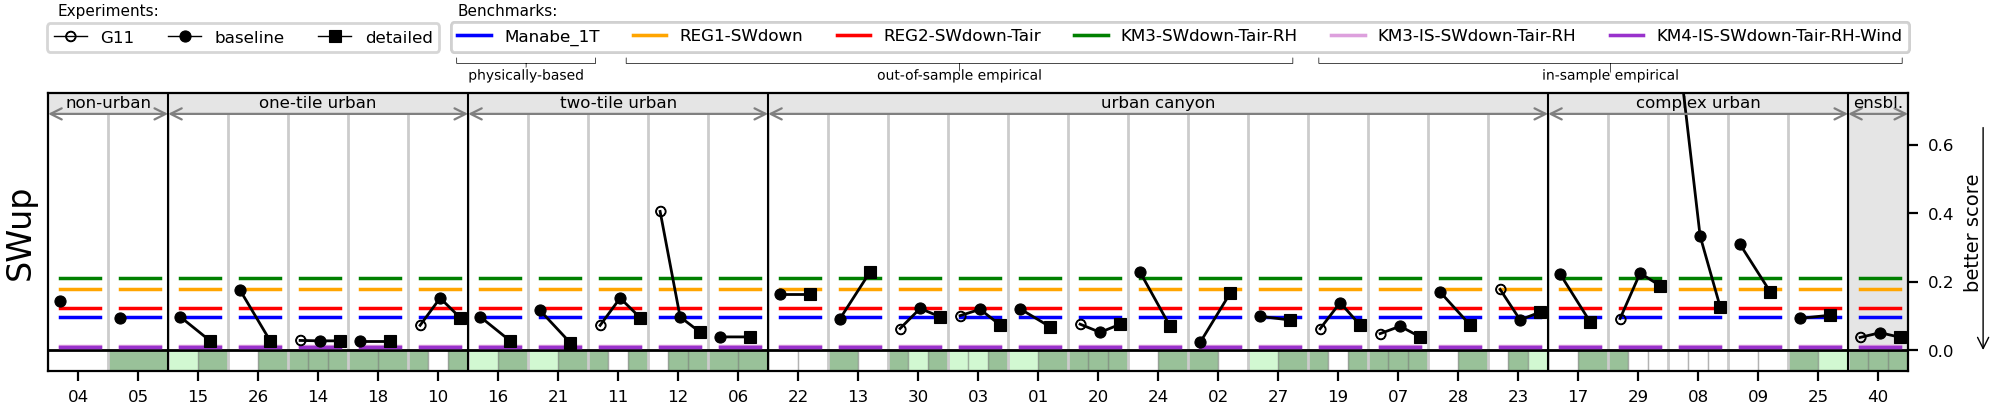 Experiments:
Benchmarks:
G11 baseline detailed
Manabe_1T REG1-SWdown REG2-SWdown-Tair KM3-SWdown-Tair-RH KM3-IS-SWdown-Tair-RH KM4-IS-SWdown-Tair-RH-Wind
physically-based out-of-sample empirical in-sample empirical
non-urban one-tile urban two-tile urban urban canyon complex urban ensbl.
SWup
0.6
0.4
0.2
0.0
better score
04 05 15 26 14 18 10 16 21 11 12 06 22 13 30 03 01 20 24 02 27 19 07 28 23 17 29 08 09 25 40